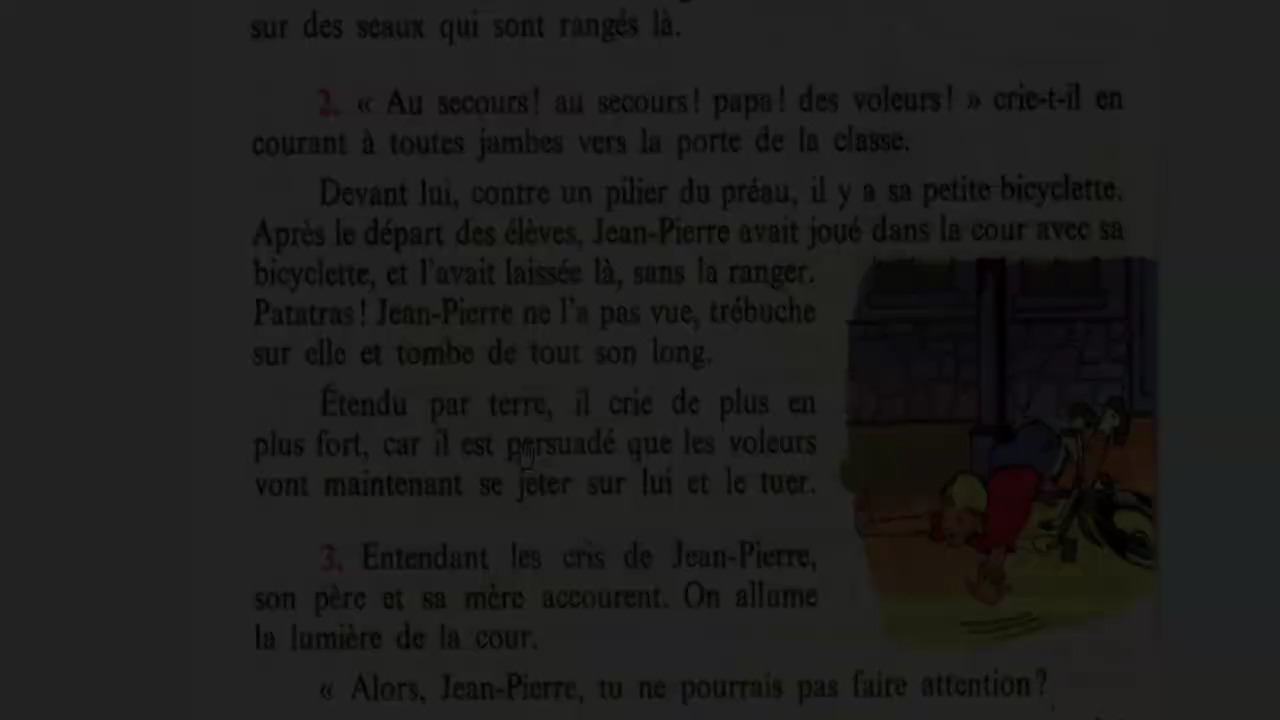 sur des seaux qui sont rangés là.
2. « Au secours! au secours! papa! des voleurs! » crie-t-il en
courant à toutes jambes vers la porte de la classe.
Devant lui, contre un pilier du préau, il y a sa petite bicyclette.
Après le départ des élèves, Jean-Pierre avait joué dans la cour avec sa
bicyclette, et l'avait laissée là, sans la ranger.
Patatras! Jean-Pierre ne l'a pas vue, trébuche
sur elle et tombe de tout son long.
Étendu par terre, il crie de plus en
plus fort, car il est persuadé que les voleurs
vont maintenant se jeter sur lui et le tuer.
3. Entendant les cris de Jean-Pierre,
son père et sa mère accourent. On allume
la lumière de la cour.
« Alors, Jean-Pierre, tu ne pourrais pas faire attention?